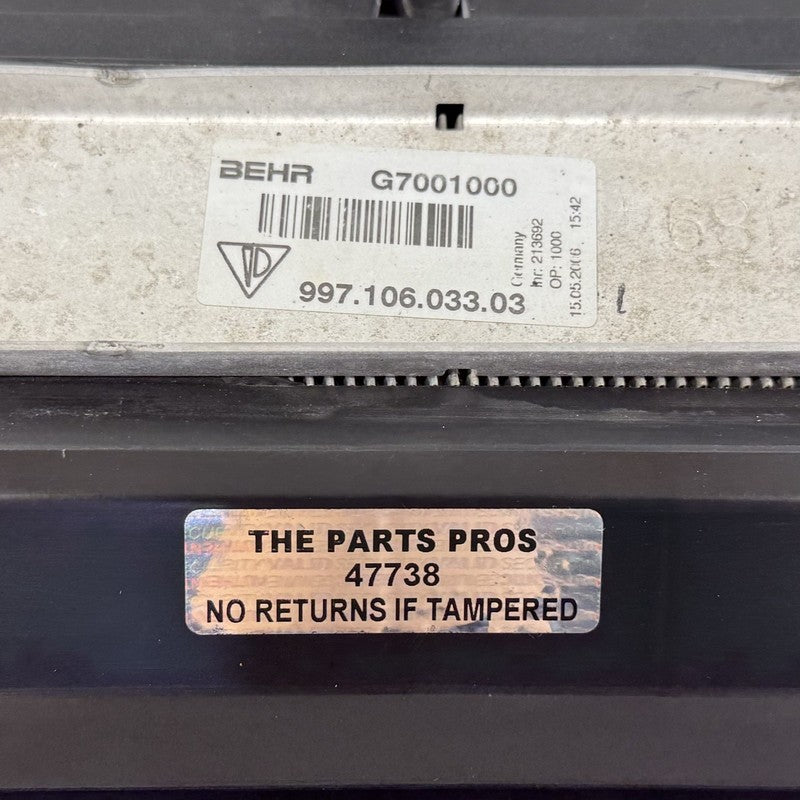 BEHR G7001000
997.106.033.03
Germany
Inr: 213692
OP: 1000
15.05.2006, 15:42
THE PARTS PROS
47738
NO RETURNS IF TAMPERED